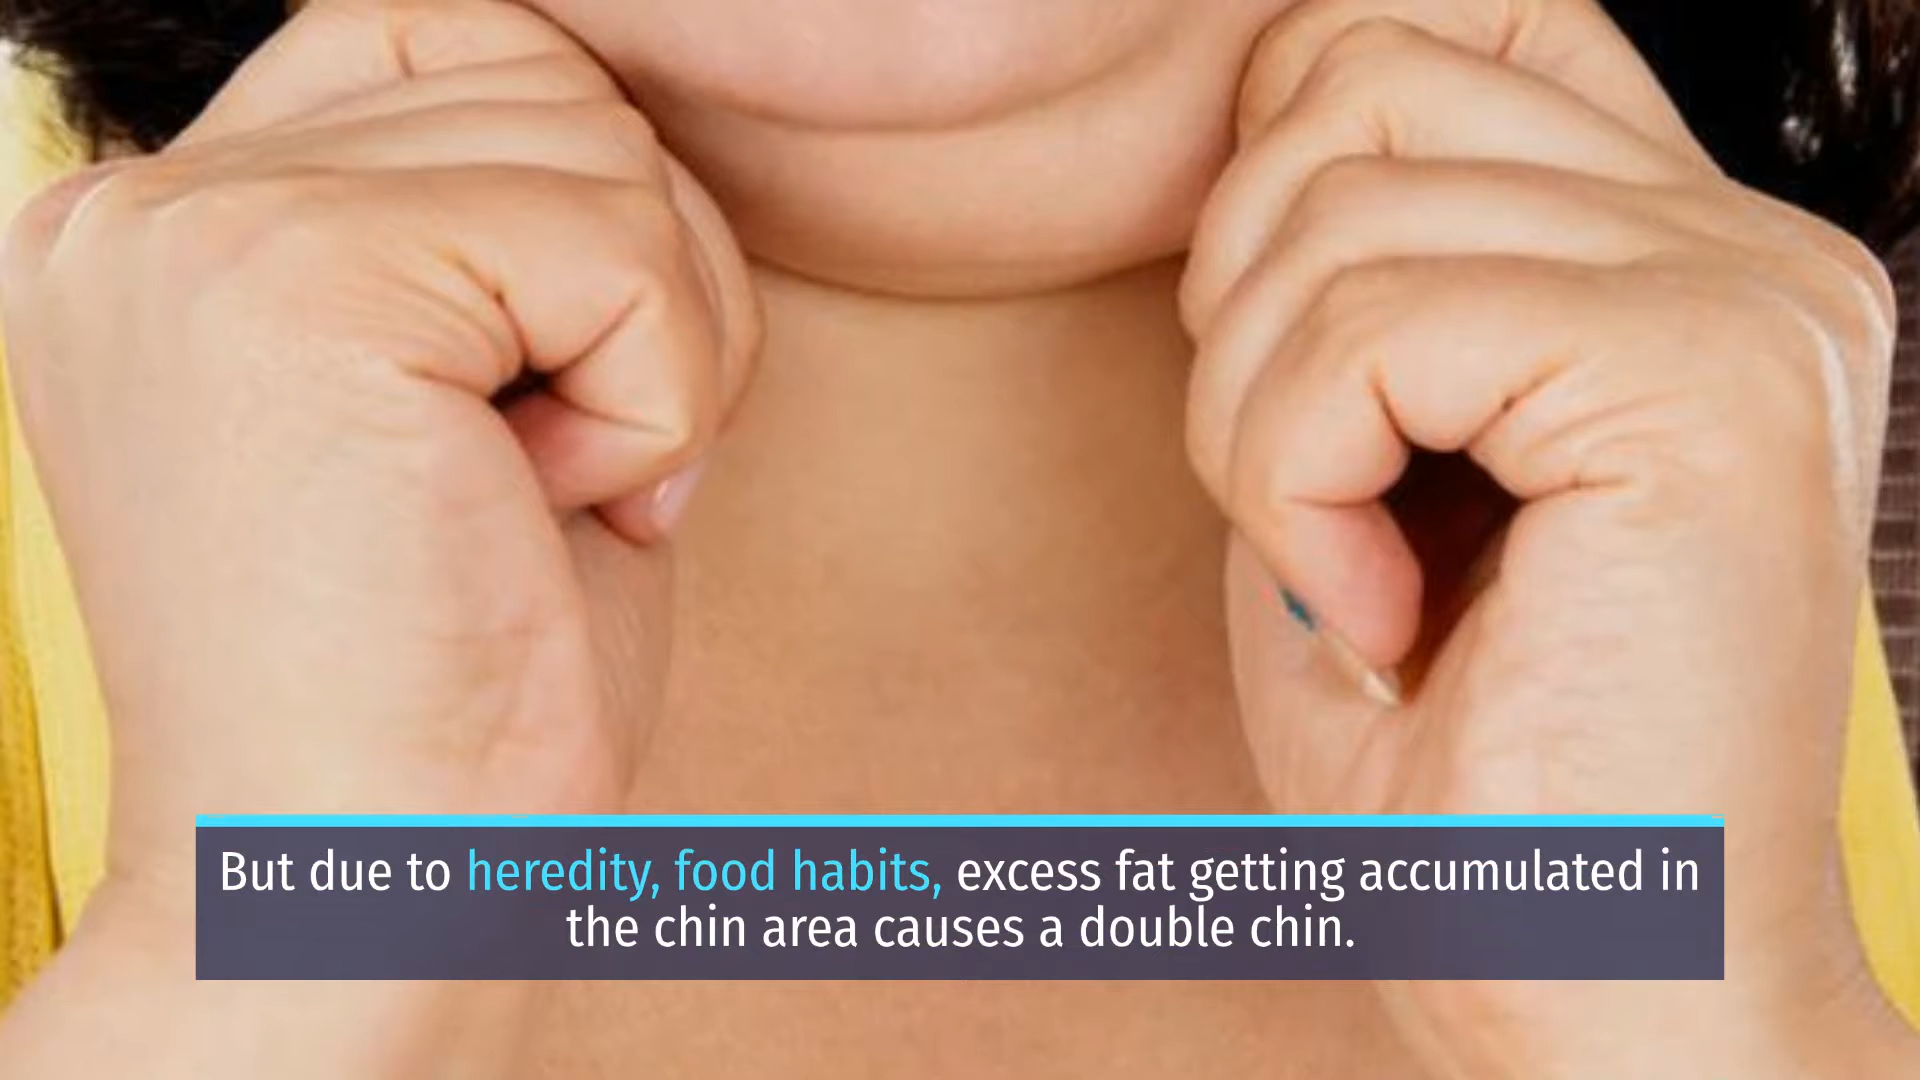 But due to heredity, food habits, excess fat getting accumulated in
the chin area causes a double chin.